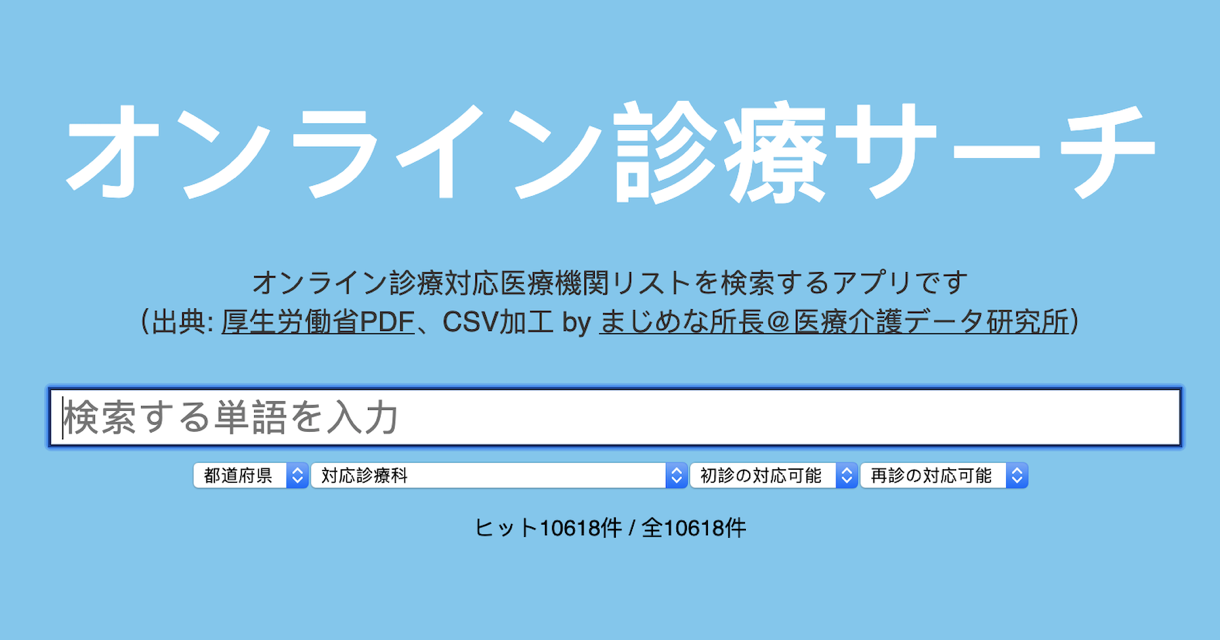 オンライン診療サーチ
オンライン診療対応医療機関リストを検索するアプリです
（出典: 厚生労働省PDF、CSV加工 by まじめな所長＠医療介護データ研究所）
検索する単語を入力
都道府県 対応診療科 初診の対応可能 再診の対応可能
ヒット10618件 / 全10618件